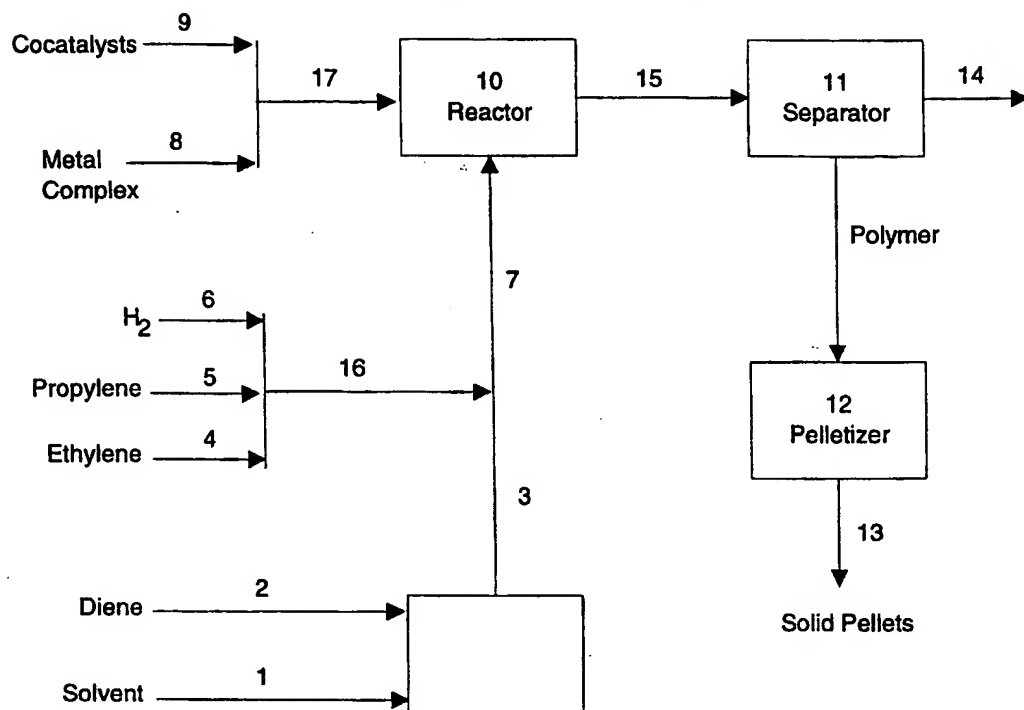 9
Cocatalysts
17
10
Reactor
15
11
Separator
14
8
Metal
Complex
Polymer
7
6
H2
16
5
Propylene
4
Ethylene
12
Pelletizer
3
13
2
Diene
Solid Pellets
1
Solvent